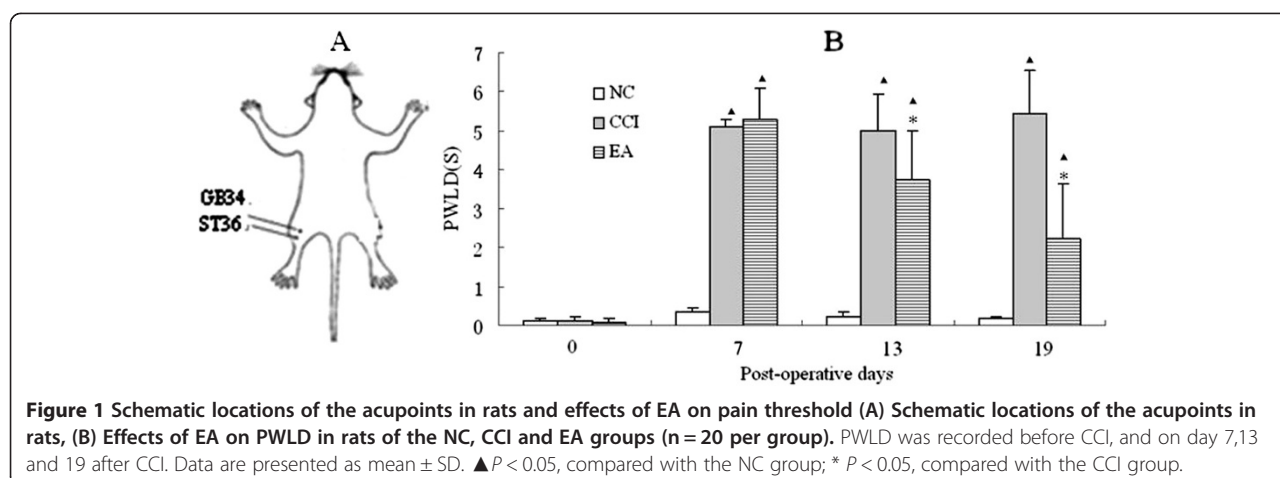 A
GB34
ST36
B
PWLD(S)
7
6
5
4
3
2
1
0
NC
CCI
EA
▲
▲
▲
▲
*
▲
▲
*
0 7 13 19
Post-operative days
Figure 1 Schematic locations of the acupoints in rats and effects of EA on pain threshold (A) Schematic locations of the acupoints in
rats, (B) Effects of EA on PWLD in rats of the NC, CCI and EA groups (n = 20 per group). PWLD was recorded before CCI, and on day 7,13
and 19 after CCI. Data are presented as mean ± SD. ▲P < 0.05, compared with the NC group; * P < 0.05, compared with the CCI group.